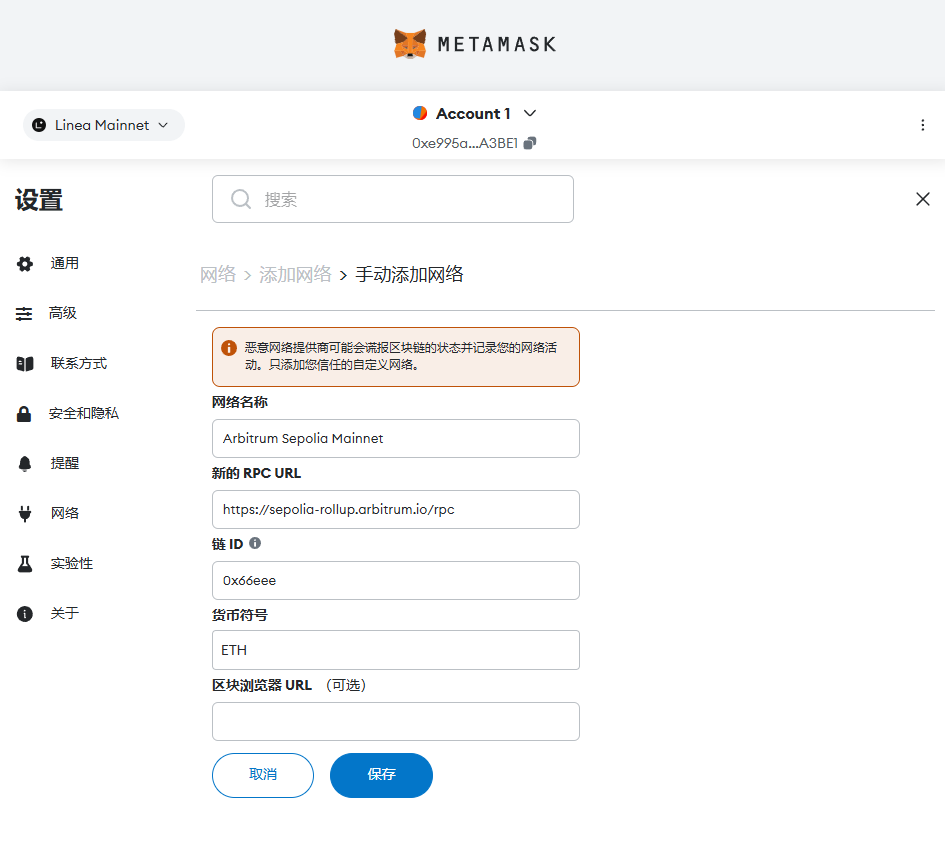 METAMASK
Linea Mainnet
Account 1
0xe995a...A3BE1
设置
搜索
通用
高级
联系方式
安全和隐私
提醒
网络
实验性
关于
网络 > 添加网络 > 手动添加网络
恶意网络提供商可能会谎报区块链的状态并记录您的网络活
动。只添加您信任的自定义网络。
网络名称
Arbitrum Sepolia Mainnet
新的 RPC URL
https://sepolia-rollup.arbitrum.io/rpc
链 ID
0x66eee
货币符号
ETH
区块浏览器 URL （可选）
取消
保存